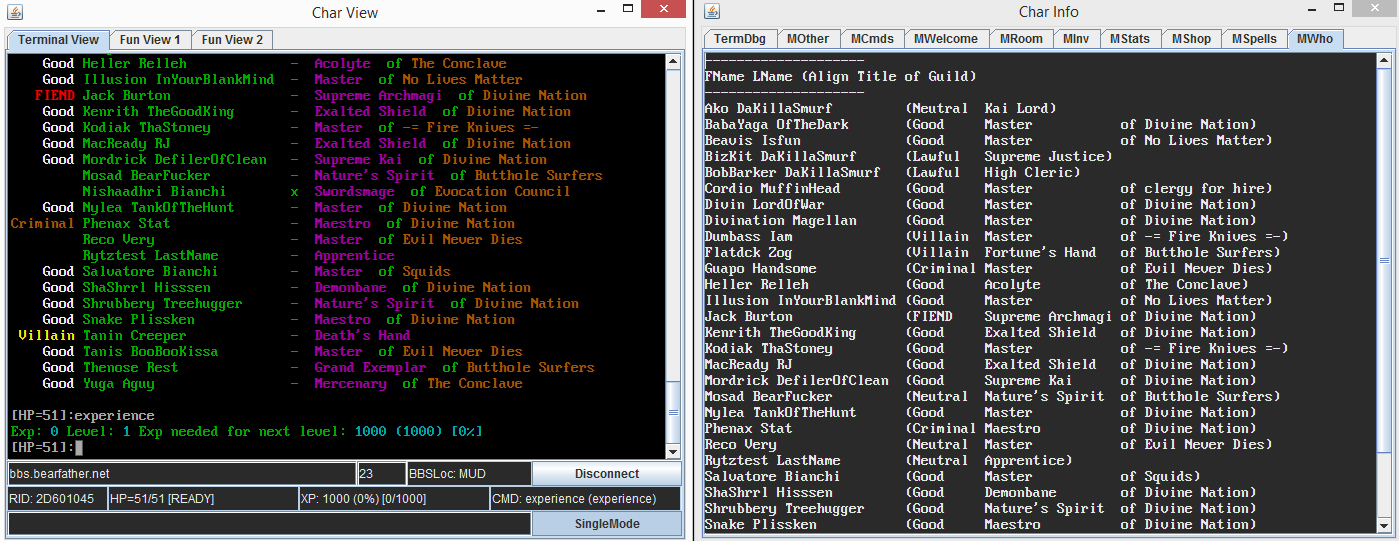 Char View
Terminal View Fun View 1 Fun View 2
Good Heller Relleh - Acolyte of The Conclave
Good Illusion InYourBlankMind - Master of No Lives Matter
FIEND Jack Burton - Supreme Archmagi of Divine Nation
Good Kenrith TheGoodKing - Exalted Shield of Divine Nation
Good Kodiak ThaStoney - Master of -= Fire Knives =-
Good MacReady RJ - Exalted Shield of Divine Nation
Good Mordrick DefilerOfClean - Supreme Kai of Divine Nation
Mosad BearFucker - Nature's Spirit of Butthole Surfers
Nishaadhri Bianchi x Swordsmage of Evocation Council
Good Nylea TankOfTheHunt - Master of Divine Nation
Criminal Phenax Stat - Maestro of Divine Nation
Reco Very - Master of Evil Never Dies
Rytztest LastName - Apprentice
Good Salvatore Bianchi - Master of Squids
Good ShaShrrl Hisssen - Demonbane of Divine Nation
Good Shrubbery Treehugger - Nature's Spirit of Divine Nation
Good Snake Plissken - Maestro of Divine Nation
Villain Tanin Creeper - Death's Hand
Good Tanis BooBooKissa - Master of Evil Never Dies
Good Thenose Rest - Grand Exemplar of Butthole Surfers
Good Yuga Aguy - Mercenary of The Conclave
[HP=51]:experience
Exp: 0 Level: 1 Exp needed for next level: 1000 (1000) [0%]
[HP=51]:
bbs.bearfather.net 23 BBSLoc: MUD Disconnect
RID: 2D601045 HP=51/51 [READY] XP: 1000 (0%) [0/1000] CMD: experience (experience)
SingleMode
Char Info
TermDbg MOther MCmds MWelcome MRoom MInv MStats MShop MSpells MWho
--------------------
FName LName (Align Title of Guild)
--------------------
Ako DaKillaSmurf (Neutral Kai Lord)
BabaYaga OfTheDark (Good Master of Divine Nation)
Beavis Isfun (Good Master of No Lives Matter)
BizKit DaKillaSmurf (Lawful Supreme Justice)
BobBarker DaKillaSmurf (Lawful High Cleric)
Cordio MuffinHead (Good Master of clergy for hire)
Divin LordOfWar (Good Master of Divine Nation)
Divination Magellan (Good Master of Divine Nation)
Dumbass Iam (Villain Master of -= Fire Knives =-)
Flatdck Zog (Villain Fortune's Hand of Butthole Surfers)
Guapo Handsome (Criminal Master of Evil Never Dies)
Heller Relleh (Good Acolyte of The Conclave)
Illusion InYourBlankMind (Good Master of No Lives Matter)
Jack Burton (FIEND Supreme Archmagi of Divine Nation)
Kenrith TheGoodKing (Good Exalted Shield of Divine Nation)
Kodiak ThaStoney (Good Master of -= Fire Knives =-)
MacReady RJ (Good Exalted Shield of Divine Nation)
Mordrick DefilerOfClean (Good Supreme Kai of Divine Nation)
Mosad BearFucker (Neutral Nature's Spirit of Butthole Surfers)
Nylea TankOfTheHunt (Good Master of Divine Nation)
Phenax Stat (Criminal Maestro of Divine Nation)
Reco Very (Neutral Master of Evil Never Dies)
Rytztest LastName (Neutral Apprentice)
Salvatore Bianchi (Good Master of Squids)
ShaShrrl Hisssen (Good Demonbane of Divine Nation)
Shrubbery Treehugger (Good Nature's Spirit of Divine Nation)
Snake Plissken (Good Maestro of Divine Nation)